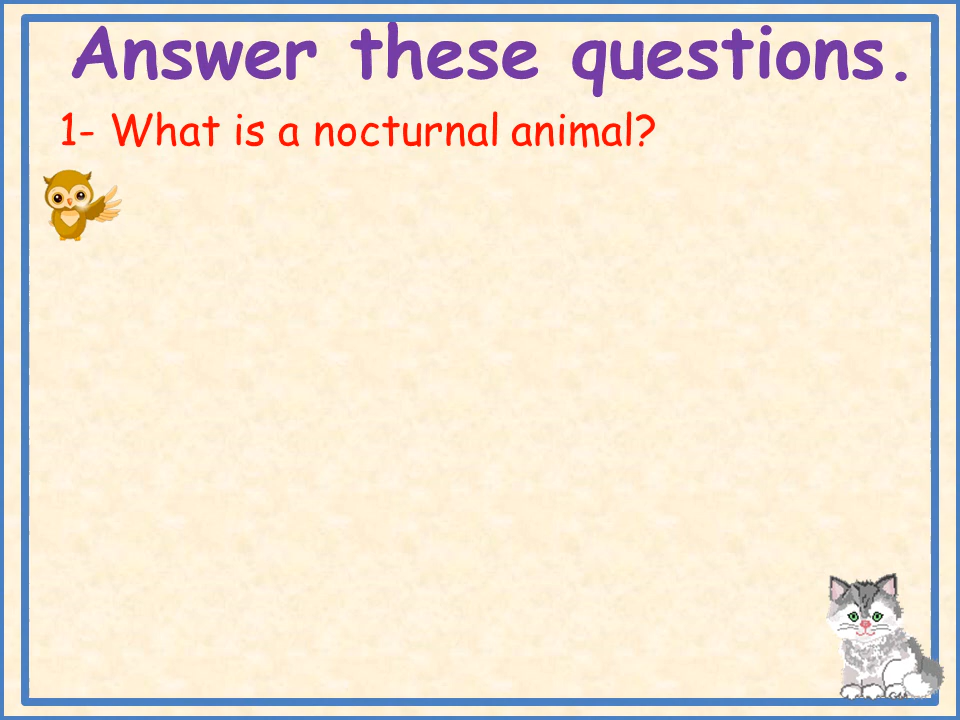 Answer these questions.
1- What is a nocturnal animal?